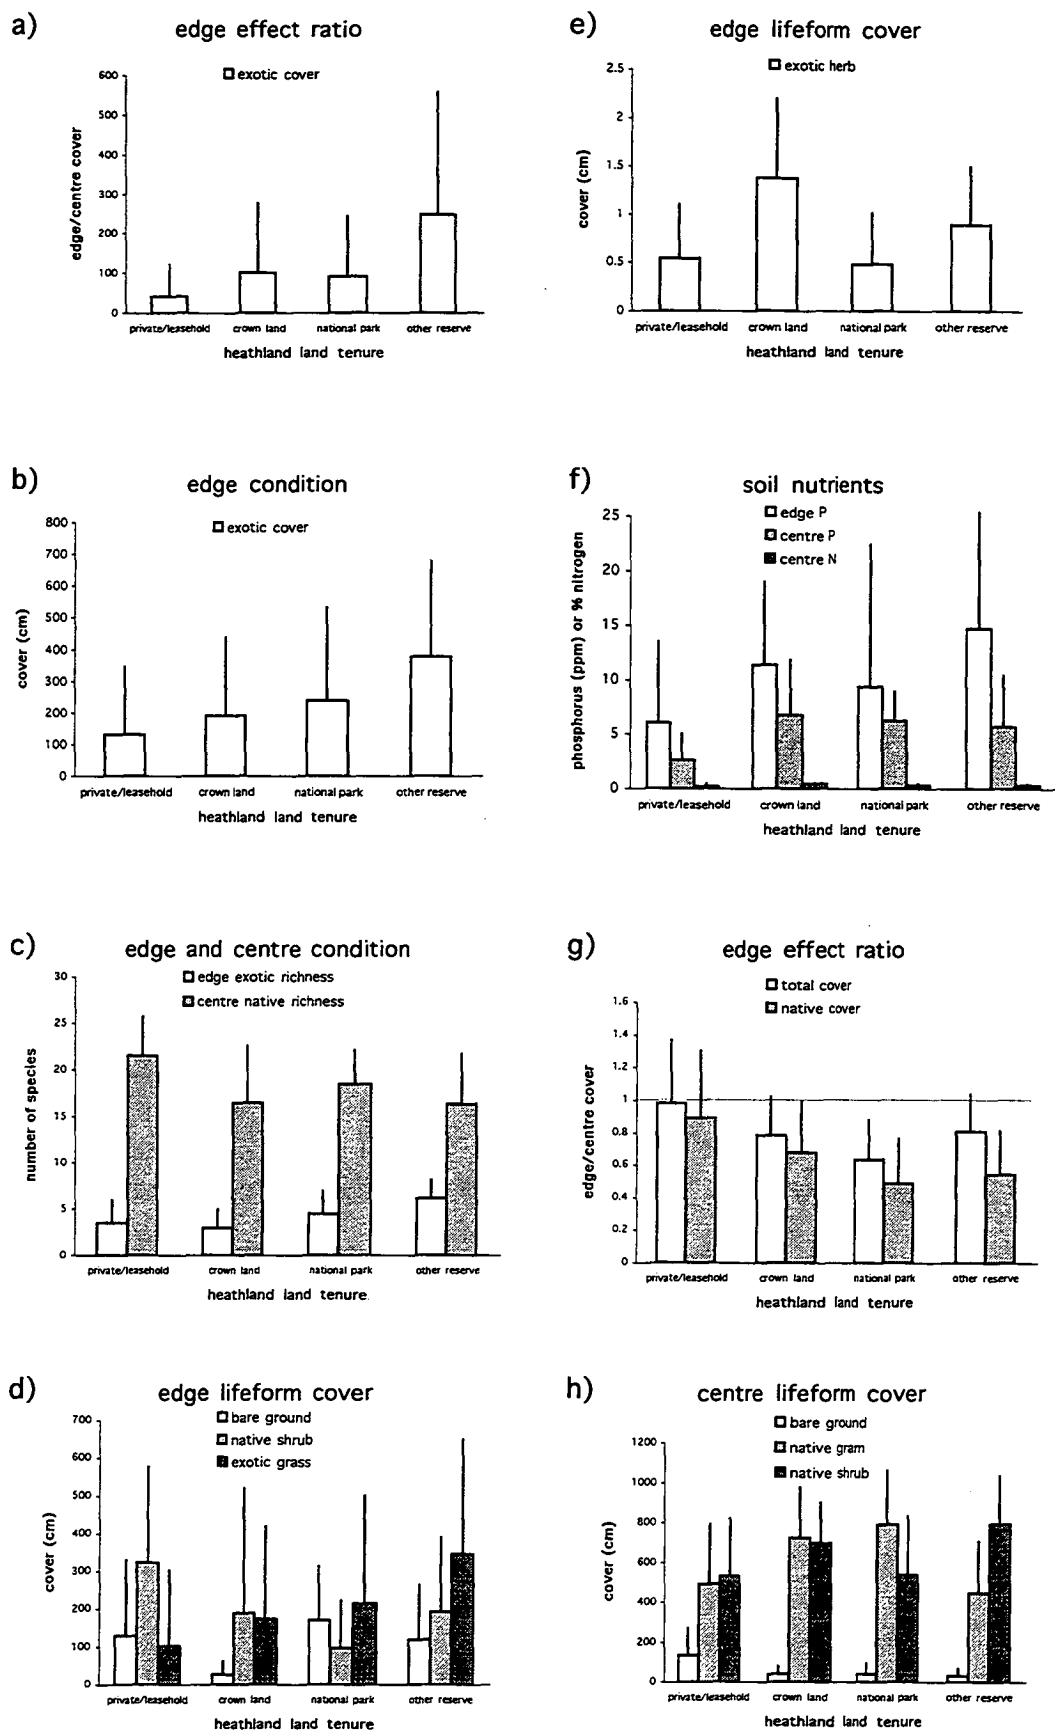 a)
edge effect ratio
exotic cover
600
500
400
300
200
100
0
edge/centre cover
private/leasehold crown land national park other reserve
heathland land tenure
b)
edge condition
exotic cover
800
700
600
500
400
300
200
100
0
cover (cm)
private/leasehold crown land national park other reserve
heathland land tenure
c)
edge and centre condition
edge exotic richness
centre native richness
30
25
20
15
10
5
0
number of species
private/leasehold crown land national park other reserve
heathland land tenure
d)
edge lifeform cover
bare ground
native shrub
exotic grass
700
600
500
400
300
200
100
0
cover (cm)
private/leasehold crown land national park other reserve
heathland land tenure
e)
edge lifeform cover
exotic herb
2.5
2
1.5
1
0.5
0
cover (cm)
private/leasehold crown land national park other reserve
heathland land tenure
f)
soil nutrients
edge P
centre P
centre N
25
20
15
10
5
0
phosphorus (ppm) or % nitrogen
private/leasehold crown land national park other reserve
heathland land tenure
g)
edge effect ratio
total cover
native cover
1.6
1.4
1.2
1
0.8
0.6
0.4
0.2
0
edge/centre cover
private/leasehold crown land national park other reserve
heathland land tenure
h)
centre lifeform cover
bare ground
native gram
native shrub
1200
1000
800
600
400
200
0
cover (cm)
private/leasehold crown land national park other reserve
heathland land tenure